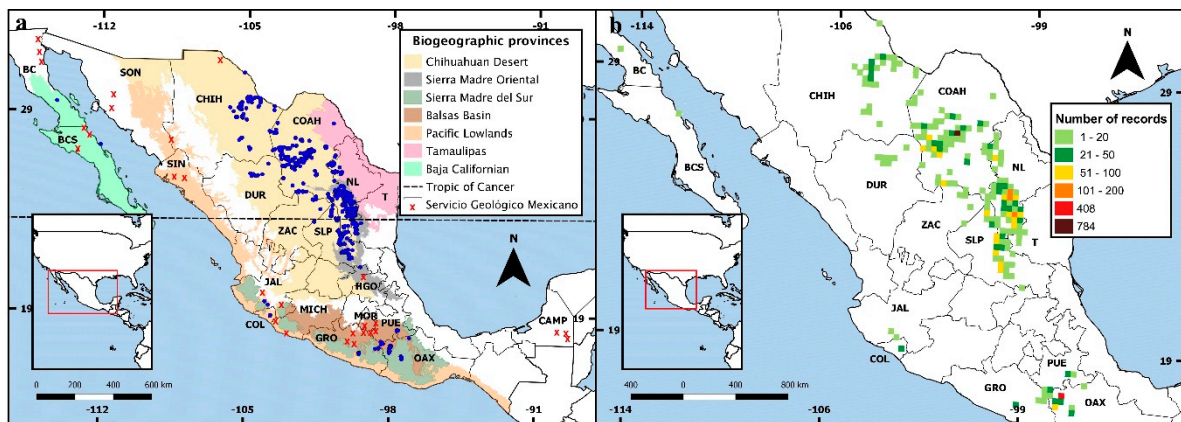 a
-112
-105
-98
-91
Biogeographic provinces
Chihuahuan Desert
Sierra Madre Oriental
Sierra Madre del Sur
Balsas Basin
Pacific Lowlands
Tamaulipas
Baja Californian
Tropic of Cancer
x Servicio Geológico Mexicano
BC
SON
CHIH
COAH
29
BCS
SIN
DUR
NL
T
ZAC
SLP
N
JAL
HGO
19
MICH
MOR
PUE
COL
GRO
OAX
CAMP
19
0 200 400 600 km
-112
-105
-98
-91
b
-114
-106
-99
29
BC
CHIH
COAH
29
Number of records
1 - 20
21 - 50
51 - 100
101 - 200
408
784
BCS
DUR
NL
ZAC
SLP
T
N
JAL
19
COL
PUE
19
GRO
OAX
400 0 400 800 km
-114
-106
-99